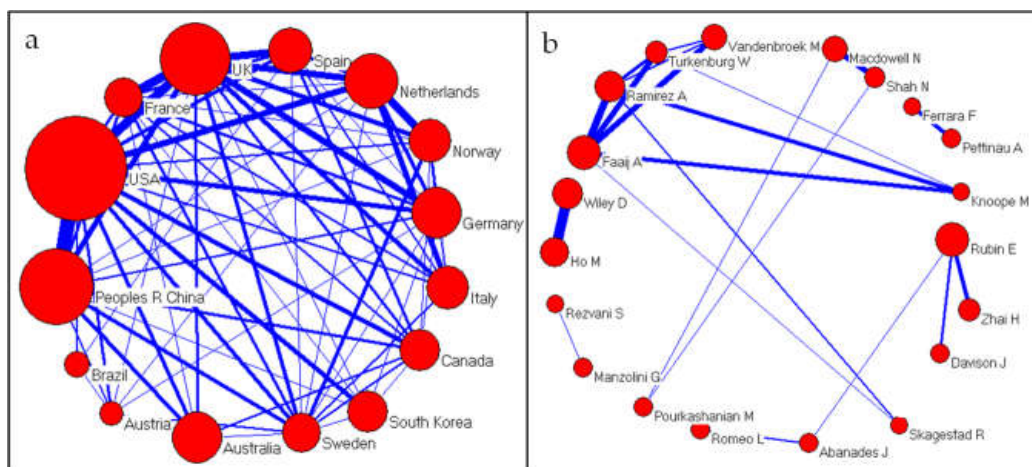 a
UK
Spain
France
Netherlands
Norway
USA
Germany
Peoples R China
Italy
Canada
Brazil
Austria
South Korea
Australia
Sweden
b
Vandenbroek M
Turkenburg W
Macdowell N
Shah N
Ramirez A
Ferrara F
Pettinau A
Faaij A
Knoope M
Wiley D
Rubin E
Ho M
Rezvani S
Zhai H
Davison J
Manzolini G
Pourkashanian M
Romeo L
Skagestad R
Abanades J